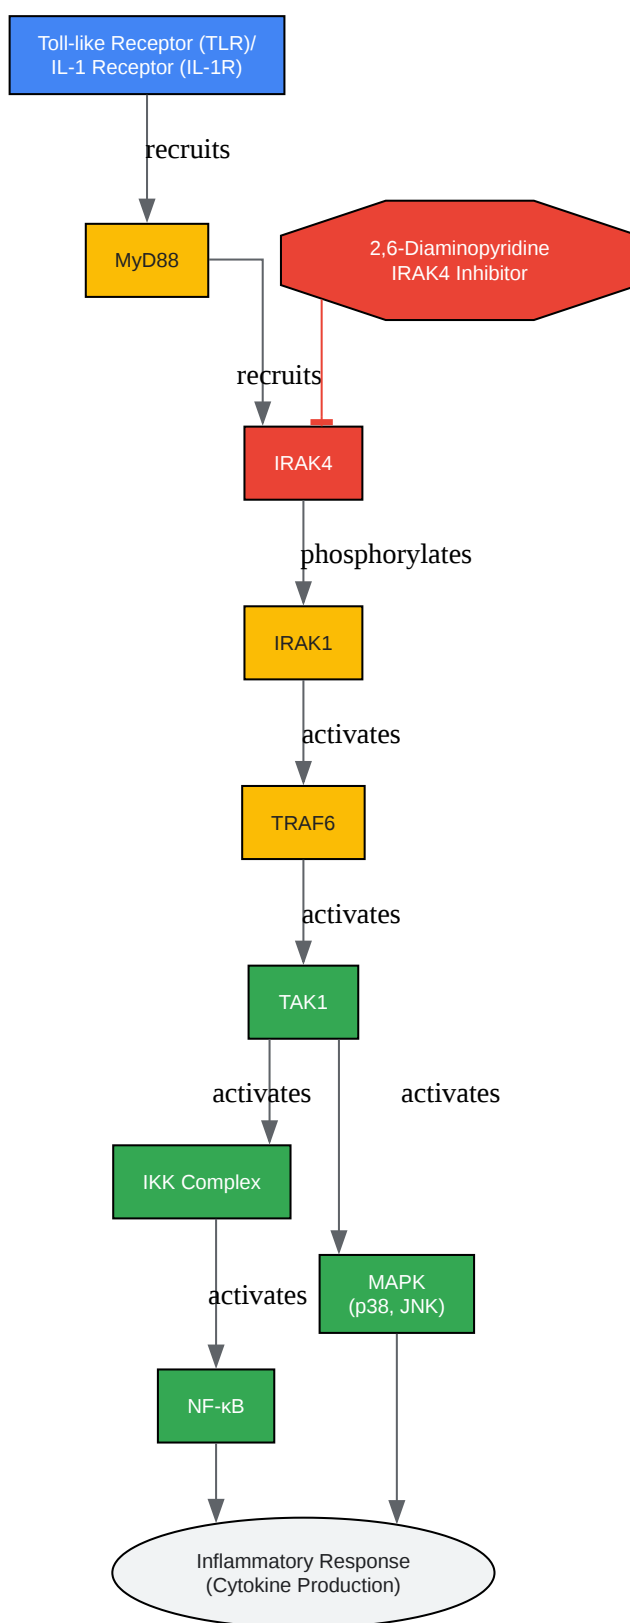 Toll-like Receptor (TLR)/
IL-1 Receptor (IL-1R)
recruits
MyD88
2,6-Diaminopyridine
IRAK4 Inhibitor
recruits
IRAK4
phosphorylates
IRAK1
activates
TRAF6
activates
TAK1
activates
activates
IKK Complex
MAPK
(p38, JNK)
activates
NF-κB
Inflammatory Response
(Cytokine Production)